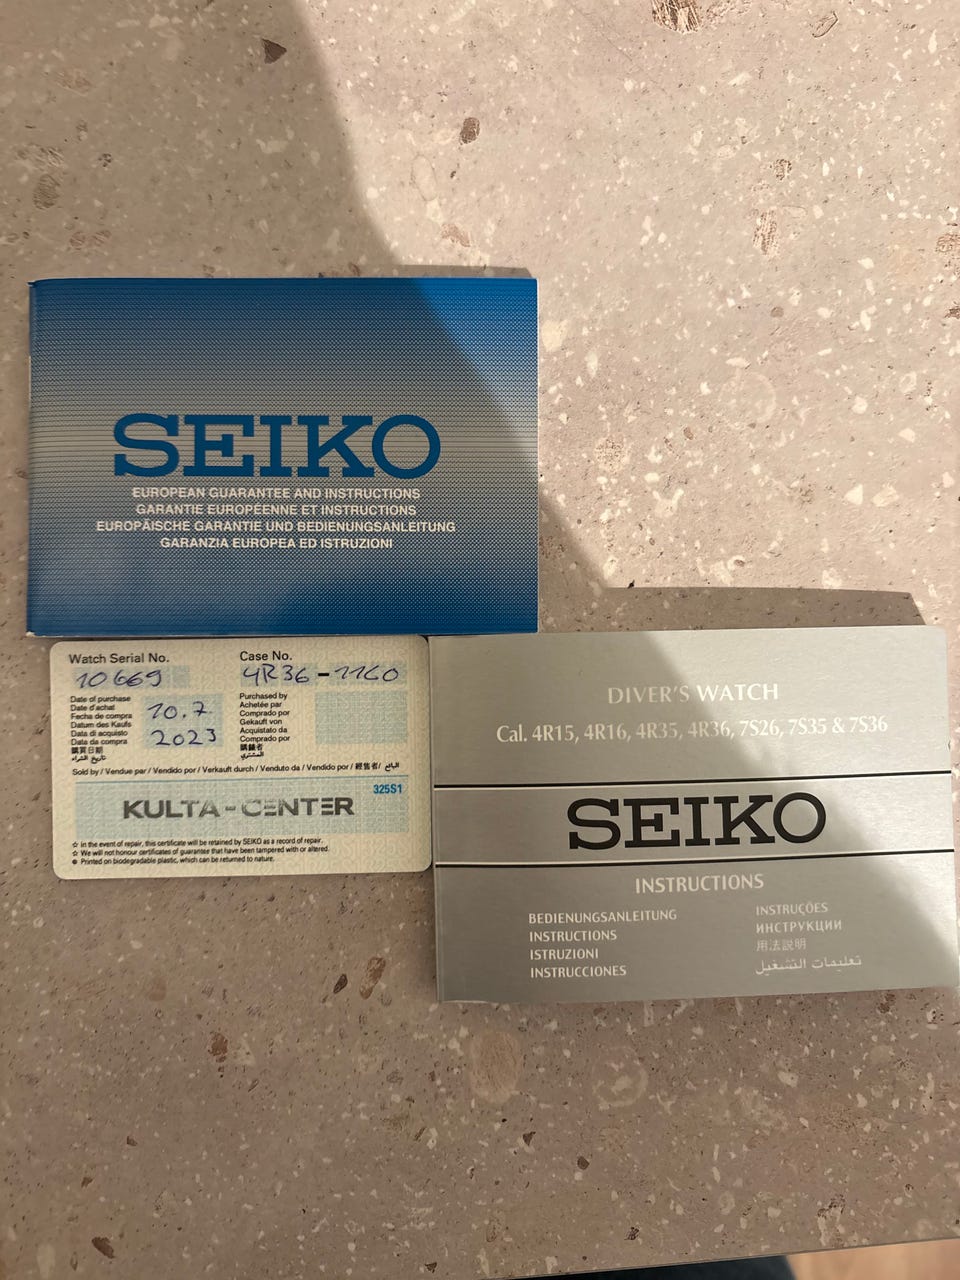 SEIKO
EUROPEAN GUARANTEE AND INSTRUCTIONS
GARANTIE EUROPÉENNE ET INSTRUCTIONS
EUROPÄISCHE GARANTIE UND BEDIENUNGSANLEITUNG
GARANZIA EUROPEA ED ISTRUZIONI
Watch Serial No.
10669
Case No.
4R36-11C0
Date of purchase
Date d'achat
Fecha de compra
Datum des Kaufs
Data di acquisto
Data da compra
購買日期
تاريخ الشراء
10.7
2023
Purchased by
Achetée par
Comprado por
Gekauft von
Acquistato da
Comprado por
購錶者
المشتري
Sold by / Vendue par / Vendido por / Verkauft durch / Venduto da / Vendido por / 經售者/ البائع
325S1
KULTA-CENTER
☆ In the event of repair, this certificate will be retained by SEIKO as a record of repair.
☆ We will not honour certificates of guarantee that have been tampered with or altered.
Printed on biodegradable plastic, which can be returned to nature.
DIVER'S WATCH
Cal. 4R15, 4R16, 4R35, 4R36, 7S26, 7S35 & 7S36
SEIKO
INSTRUCTIONS
BEDIENUNGSANLEITUNG
INSTRUCTIONS
ISTRUZIONI
INSTRUCCIONES
INSTRUÇÕES
ИНСТРУКЦИИ
用法説明
تعليمات التشغيل